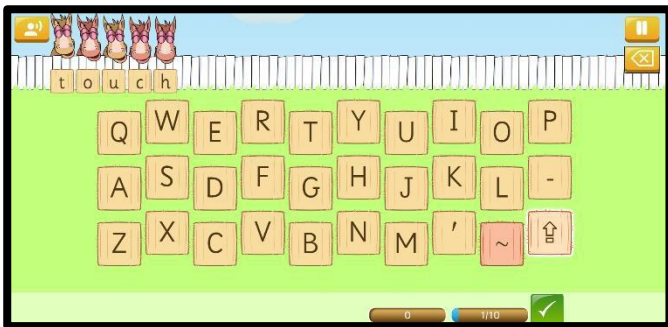 t o u c h
Q W E R T Y U I O P
A S D F G H J K L -
Z X C V B N M ' ~
0 1/10